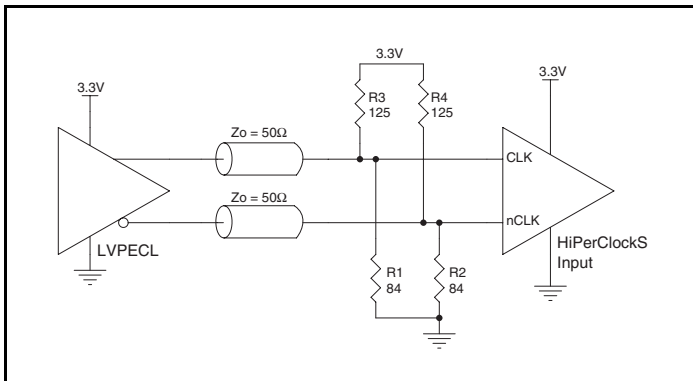 3.3V
3.3V
3.3V
R3
125
R4
125
Zo = 50Ω
CLK
Zo = 50Ω
nCLK
LVPECL
HiPerClockS
Input
R1
84
R2
84